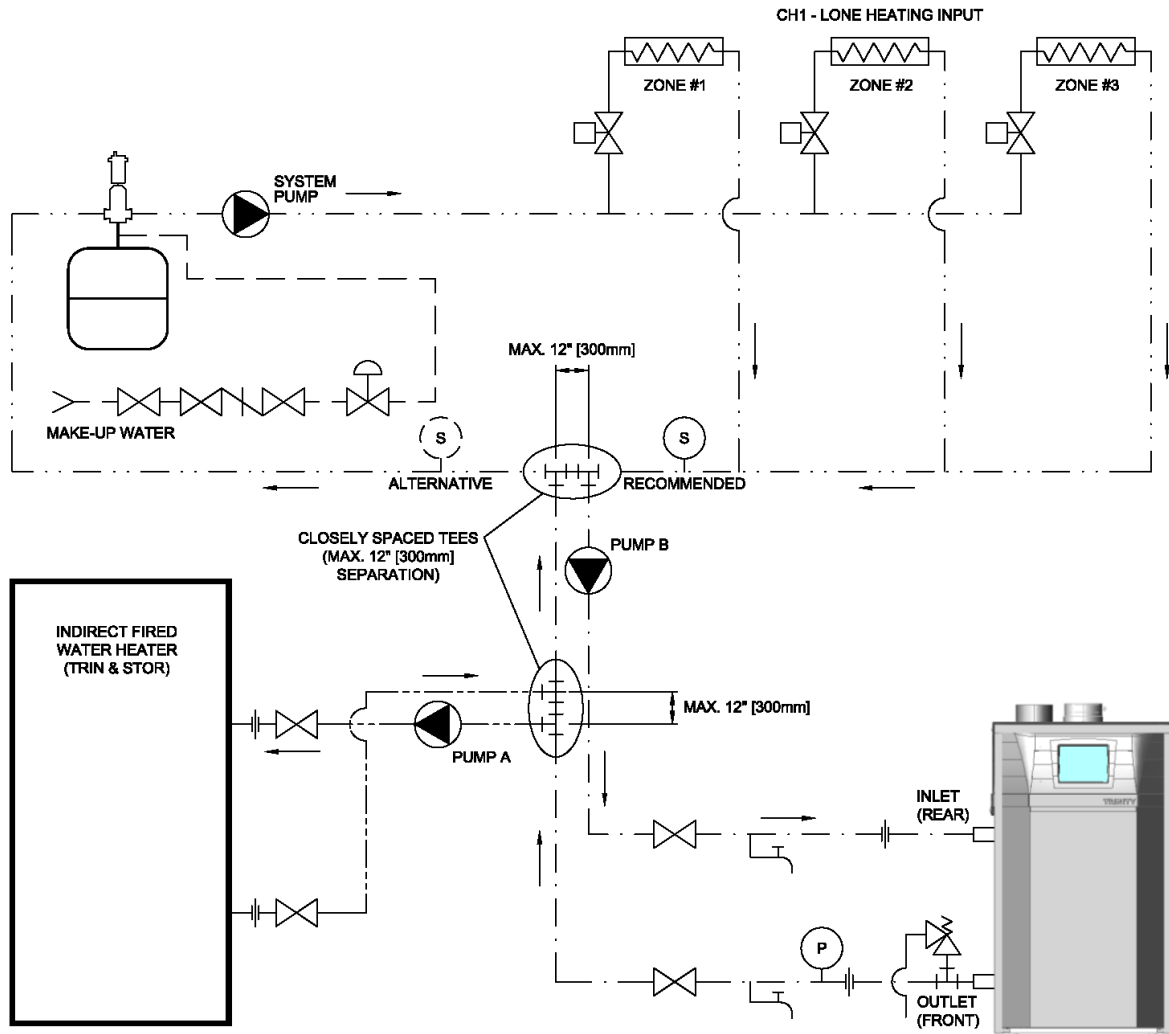 CH1 - LONE HEATING INPUT
ZONE #1
ZONE #2
ZONE #3
SYSTEM
PUMP
MAX. 12" [300mm]
MAKE-UP WATER
S
S
ALTERNATIVE
RECOMMENDED
CLOSELY SPACED TEES
(MAX. 12" [300mm]
SEPARATION)
PUMP B
INDIRECT FIRED
WATER HEATER
(TRIN & STOR)
MAX. 12" [300mm]
PUMP A
INLET
(REAR)
TRINITY
P
OUTLET
(FRONT)